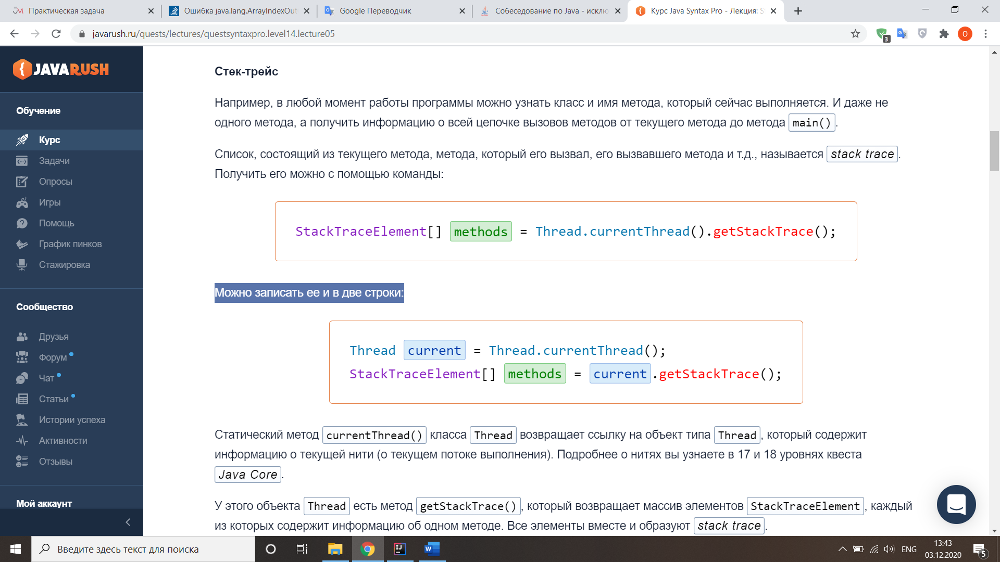 Практическая задача
Ошибка java.lang.ArrayIndexOut
Google Переводчик
Собеседование по Java - исклю
Курс Java Syntax Pro - Лекция: S
javarush.ru/quests/lectures/questsyntaxpro.level14.lecture05
3
O
JAVARUSH
Обучение
Курс
Задачи
Опросы
Игры
Помощь
График пинков
Стажировка
Сообщество
Друзья
Форум
Чат
Статьи
Истории успеха
Активности
Отзывы
Мой аккаунт
Стек-трейс
Например, в любой момент работы программы можно узнать класс и имя метода, который сейчас выполняется. И даже не
одного метода, а получить информацию о всей цепочке вызовов методов от текущего метода до метода main().
Список, состоящий из текущего метода, метода, который его вызвал, его вызвавшего метода и т.д., называется stack trace.
Получить его можно с помощью команды:
StackTraceElement[] methods = Thread.currentThread().getStackTrace();
Можно записать ее и в две строки:
Thread current = Thread.currentThread();
StackTraceElement[] methods = current.getStackTrace();
Статический метод currentThread() класса Thread возвращает ссылку на объект типа Thread, который содержит
информацию о текущей нити (о текущем потоке выполнения). Подробнее о нитях вы узнаете в 17 и 18 уровнях квеста
Java Core.
У этого объекта Thread есть метод getStackTrace(), который возвращает массив элементов StackTraceElement, каждый
из которых содержит информацию об одном методе. Все элементы вместе и образуют stack trace.
Введите здесь текст для поиска
ENG
13:43
03.12.2020
5